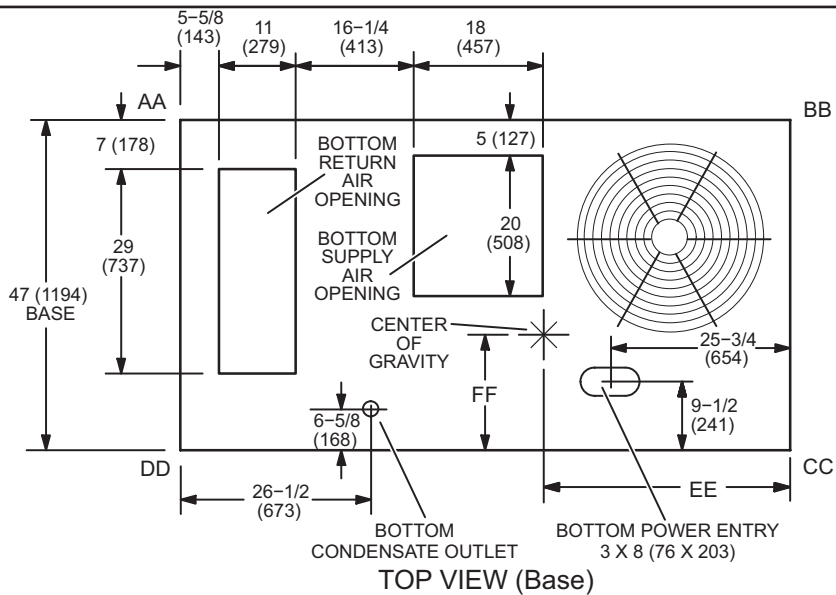 5−5/8
(143)
11
(279)
16−1/4
(413)
18
(457)
AA
BB
7 (178)
BOTTOM
RETURN
AIR
OPENING
5 (127)
29
(737)
20
(508)
BOTTOM
SUPPLY
AIR
OPENING
47 (1194)
BASE
CENTER
OF
GRAVITY
25−3/4
(654)
FF
9−1/2
(241)
6−5/8
(168)
DD
CC
26−1/2
(673)
EE
BOTTOM
CONDENSATE OUTLET
BOTTOM POWER ENTRY
3 X 8 (76 X 203)
TOP VIEW (Base)